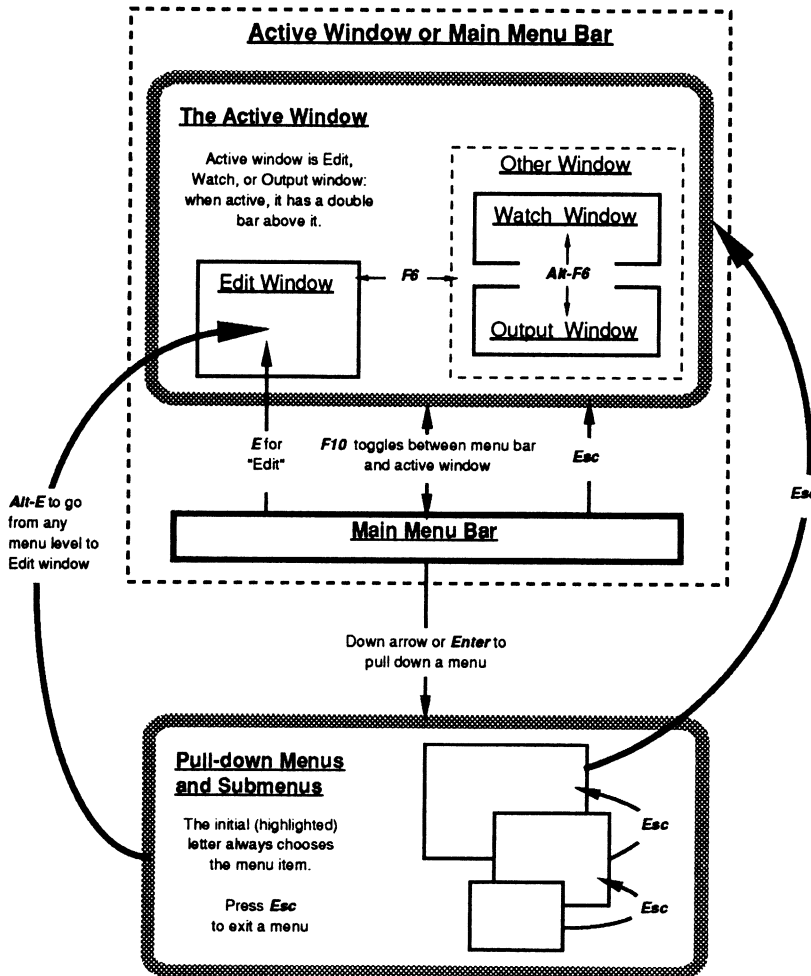 Active Window or Main Menu Bar
The Active Window
Active window is Edit,
Watch, or Output window:
when active, it has a double
bar above it.
Other Window
Watch Window
Alt-F6
Output Window
Edit Window
F6
E for
"Edit"
F10 toggles between menu bar
and active window
Esc
Main Menu Bar
Alt-E to go
from any
menu level to
Edit window
Esc
Down arrow or Enter to
pull down a menu
Pull-down Menus
and Submenus
The initial (highlighted)
letter always chooses
the menu item.
Press Esc
to exit a menu
Esc
Esc